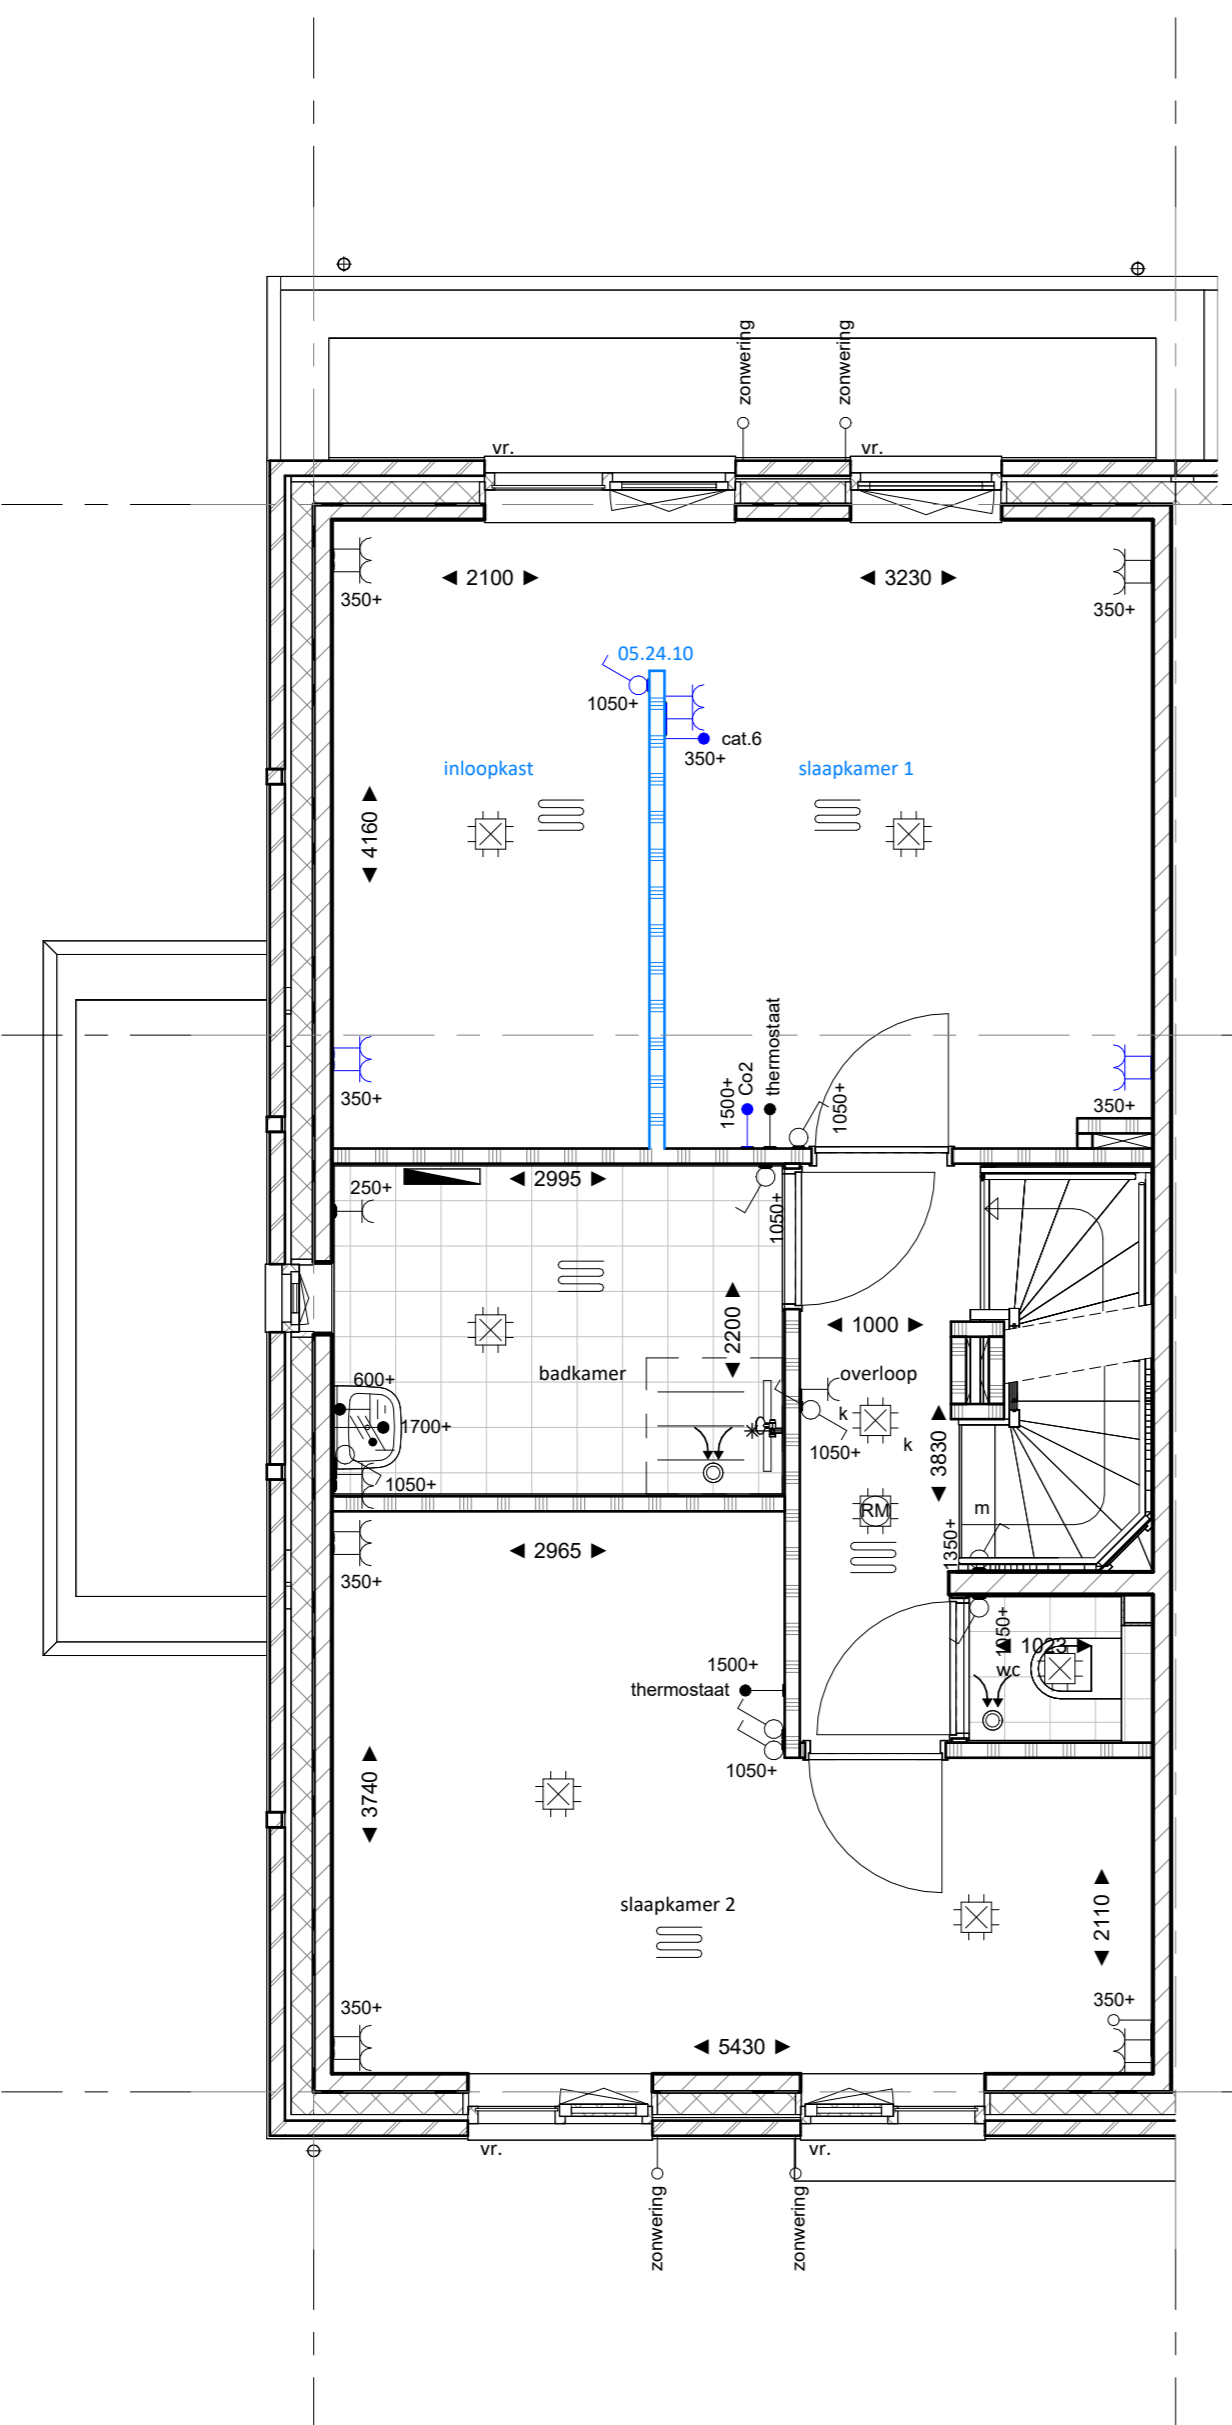 zonwering
zonwering
vr.
vr.
2100
3230
350+
350+
05.24.10
1050+
cat.6
350+
inloopkast
slaapkamer 1
4160
350+
1500+
Co2
thermostaat
1050+
350+
2995
250+
1050+
2200
1000
600+
badkamer
overloop
1700+
k
k
1050+
3830
1050+
RM
m
1350+
2965
350+
1050+
1023
wc
1500+
thermostaat
1050+
3740
slaapkamer 2
2110
350+
350+
5430
vr.
vr.
zonwering
zonwering